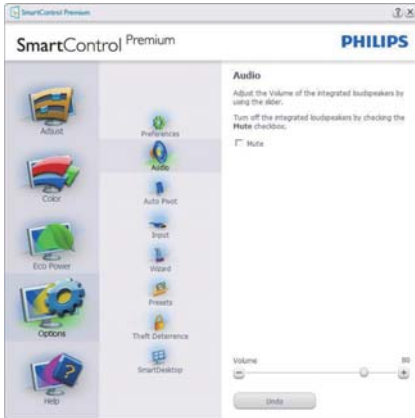 SmartControl Premium
SmartControl Premium
PHILIPS
Adjust
Color
Eco Power
Options
Help
Preferences
Audio
Auto Pivot
Input
Wizard
Presets
Theft Deterrence
SmartDesktop
Audio
Adjust the Volume of the integrated loudspeakers by
using the slider.
Turn off the integrated loudspeakers by checking the
Mute checkbox.
Mute
Volume 80
Undo